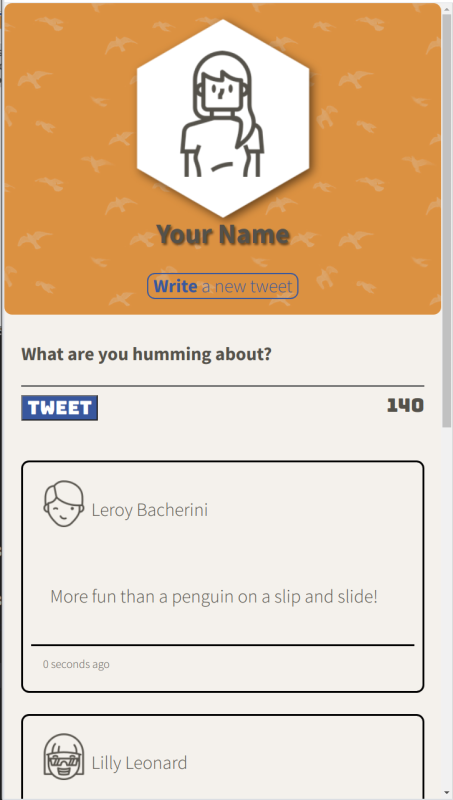 Your Name
Write a new tweet
What are you humming about?
TWEET 140
Leroy Bacherini
More fun than a penguin on a slip and slide!
0 seconds ago
Lilly Leonard